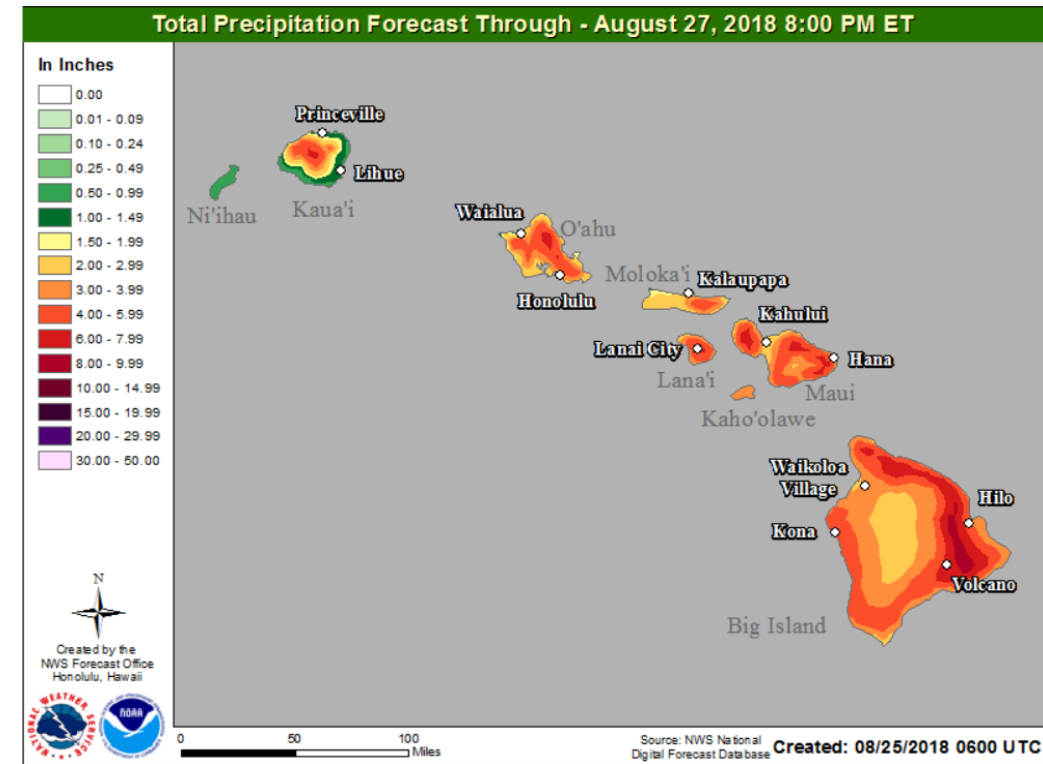 Total Precipitation Forecast Through - August 27, 2018 8:00 PM ET
In Inches
0.00
0.01 - 0.09
0.10 - 0.24
0.25 - 0.49
0.50 - 0.99
1.00 - 1.49
1.50 - 1.99
2.00 - 2.99
3.00 - 3.99
4.00 - 5.99
6.00 - 7.99
8.00 - 9.99
10.00 - 14.99
15.00 - 19.99
20.00 - 29.99
30.00 - 50.00
Princeville
Lihue
Ni'ihau
Kaua'i
Waialua
O'ahu
Honolulu
Moloka'i
Kalaupapa
Kahului
Lanai City
Hana
Lana'i
Maui
Kaho'olawe
Waikoloa
Village
Hilo
Kona
Volcano
Big Island
N
Created by the
NWS Forecast Office
Honolulu, Hawaii
NATIONAL WEATHER SERVICE
NOAA
0 50 100
Miles
Source: NWS National
Digital Forecast Database
Created: 08/25/2018 0600 UTC